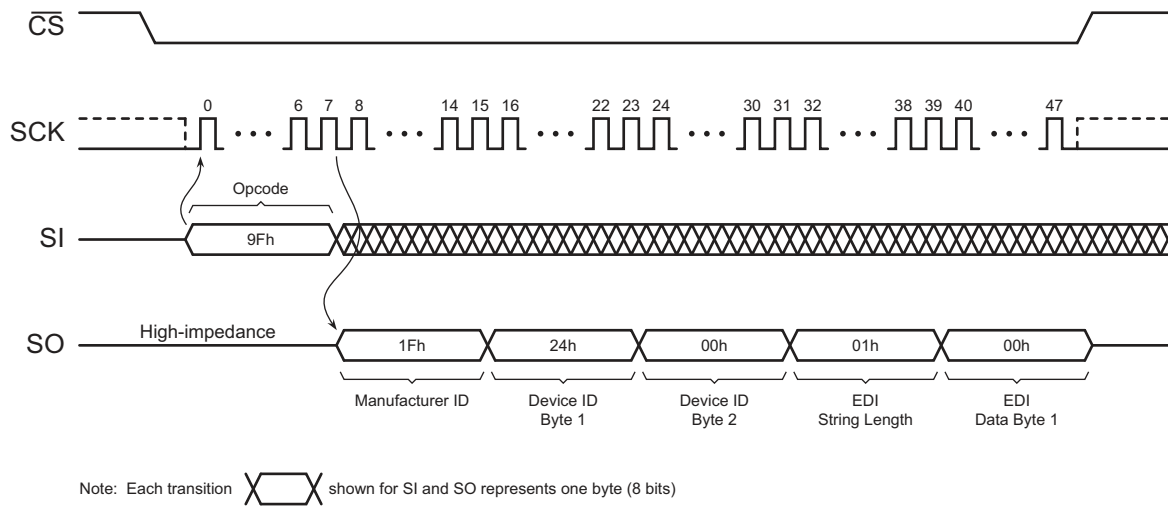 CS
SCK
0 6 7 8 14 15 16 22 23 24 30 31 32 38 39 40 47
Opcode
SI
9Fh
High-impedance
SO
1Fh 24h 00h 01h 00h
Manufacturer ID
Device ID
Byte 1
Device ID
Byte 2
EDI
String Length
EDI
Data Byte 1
Note: Each transition shown for SI and SO represents one byte (8 bits)